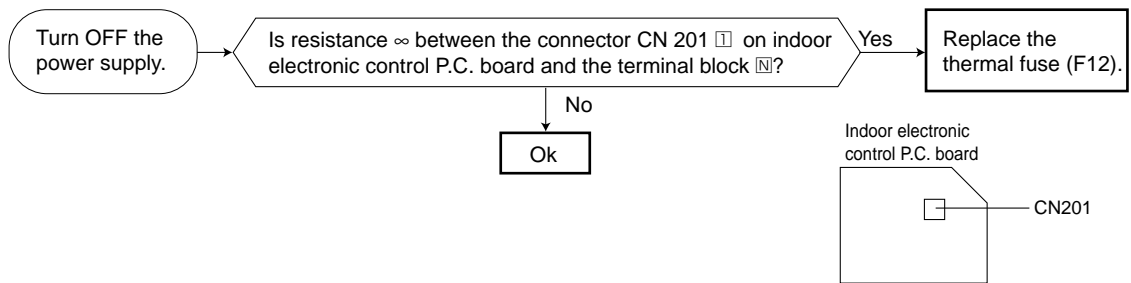 Turn OFF the
power supply.
Is resistance ∞ between the connector CN 201 1 on indoor
electronic control P.C. board and the terminal block N?
Yes
Replace the
thermal fuse (F12).
No
Ok
Indoor electronic
control P.C. board
CN201